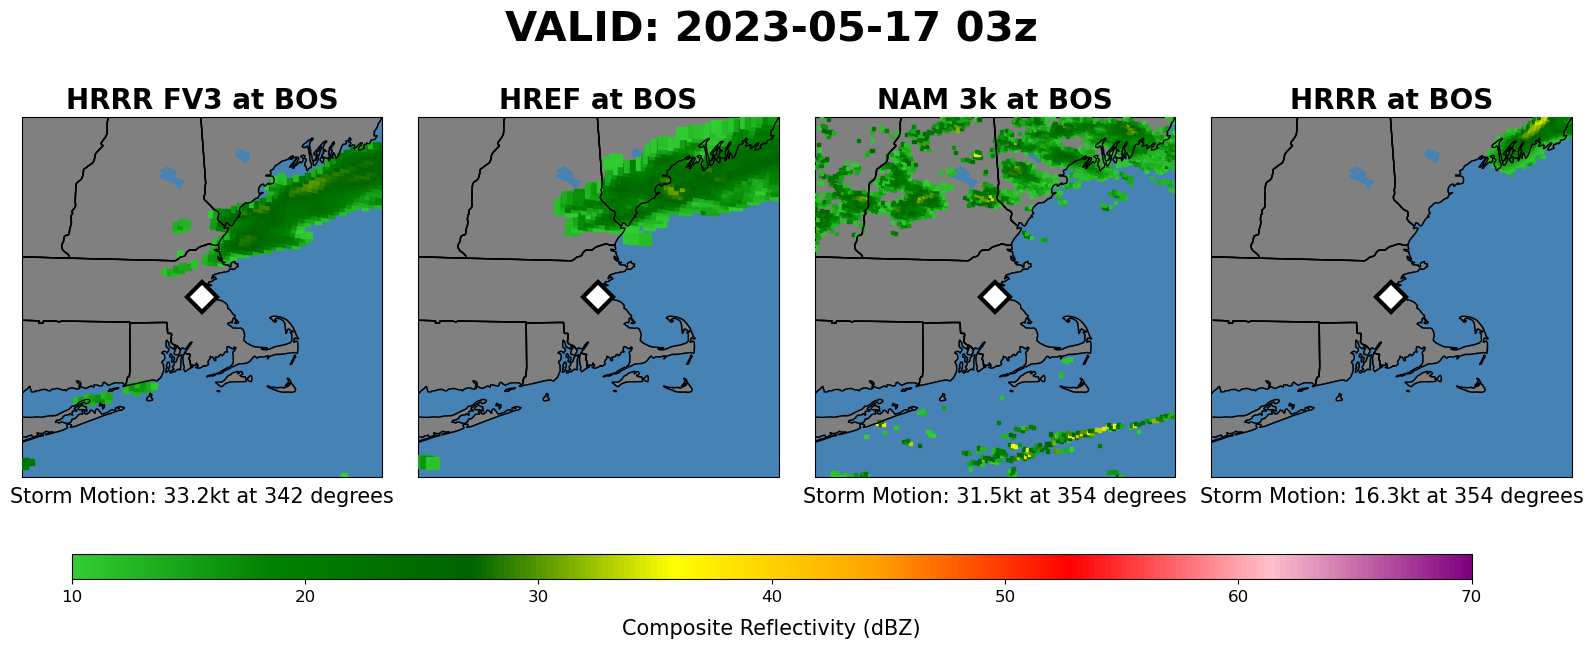 VALID: 2023-05-17 03z
HRRR FV3 at BOS
HREF at BOS
NAM 3k at BOS
HRRR at BOS
Storm Motion: 33.2kt at 342 degrees
Storm Motion: 31.5kt at 354 degrees
Storm Motion: 16.3kt at 354 degrees
10 20 30 40 50 60 70
Composite Reflectivity (dBZ)